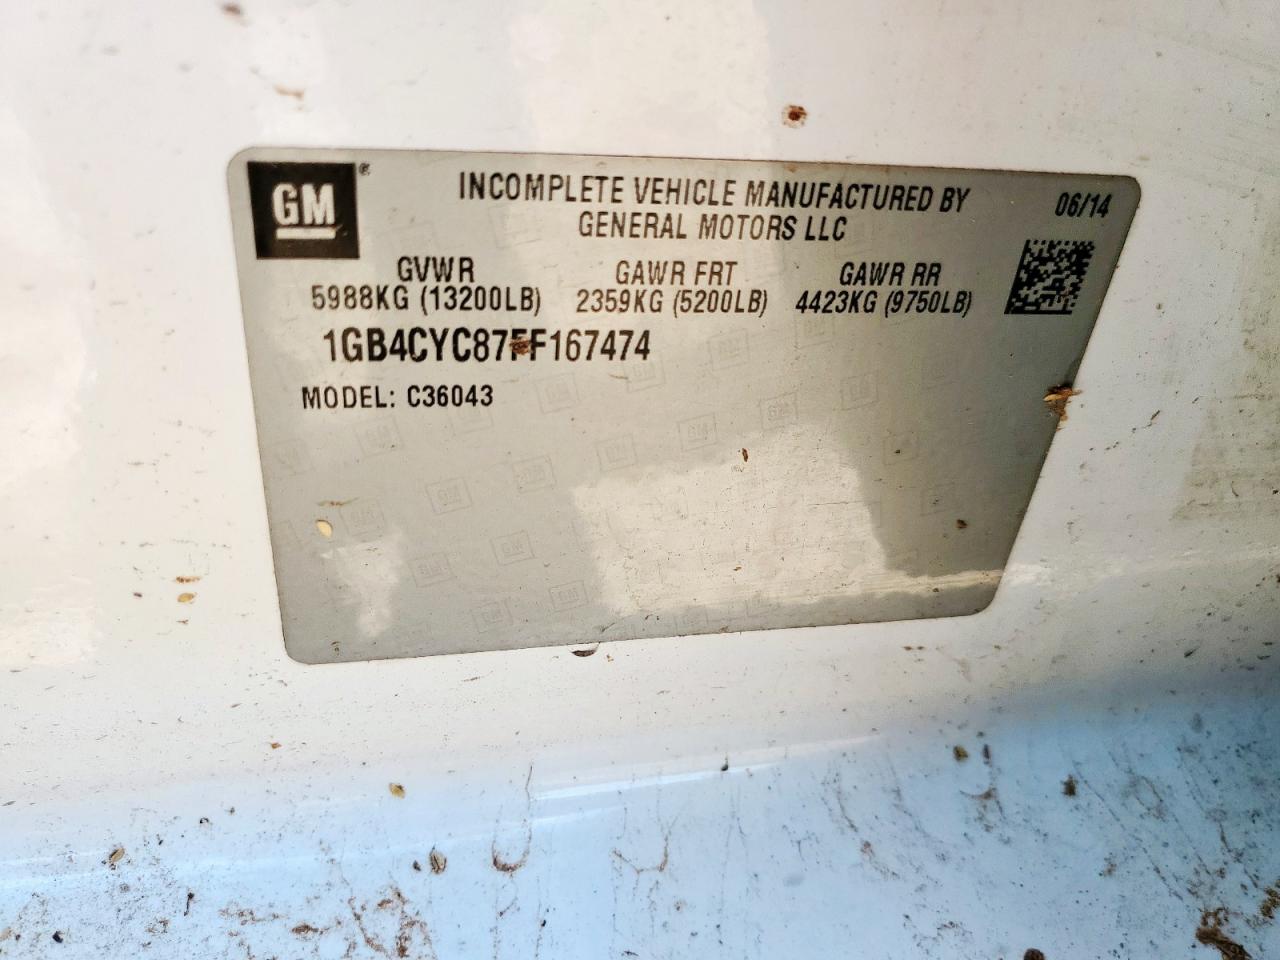 GM ®
INCOMPLETE VEHICLE MANUFACTURED BY
GENERAL MOTORS LLC
06/14
GVWR GAWR FRT GAWR RR
5988KG (13200LB) 2359KG (5200LB) 4423KG (9750LB)
1GB4CYC87FF167474
MODEL: C36043